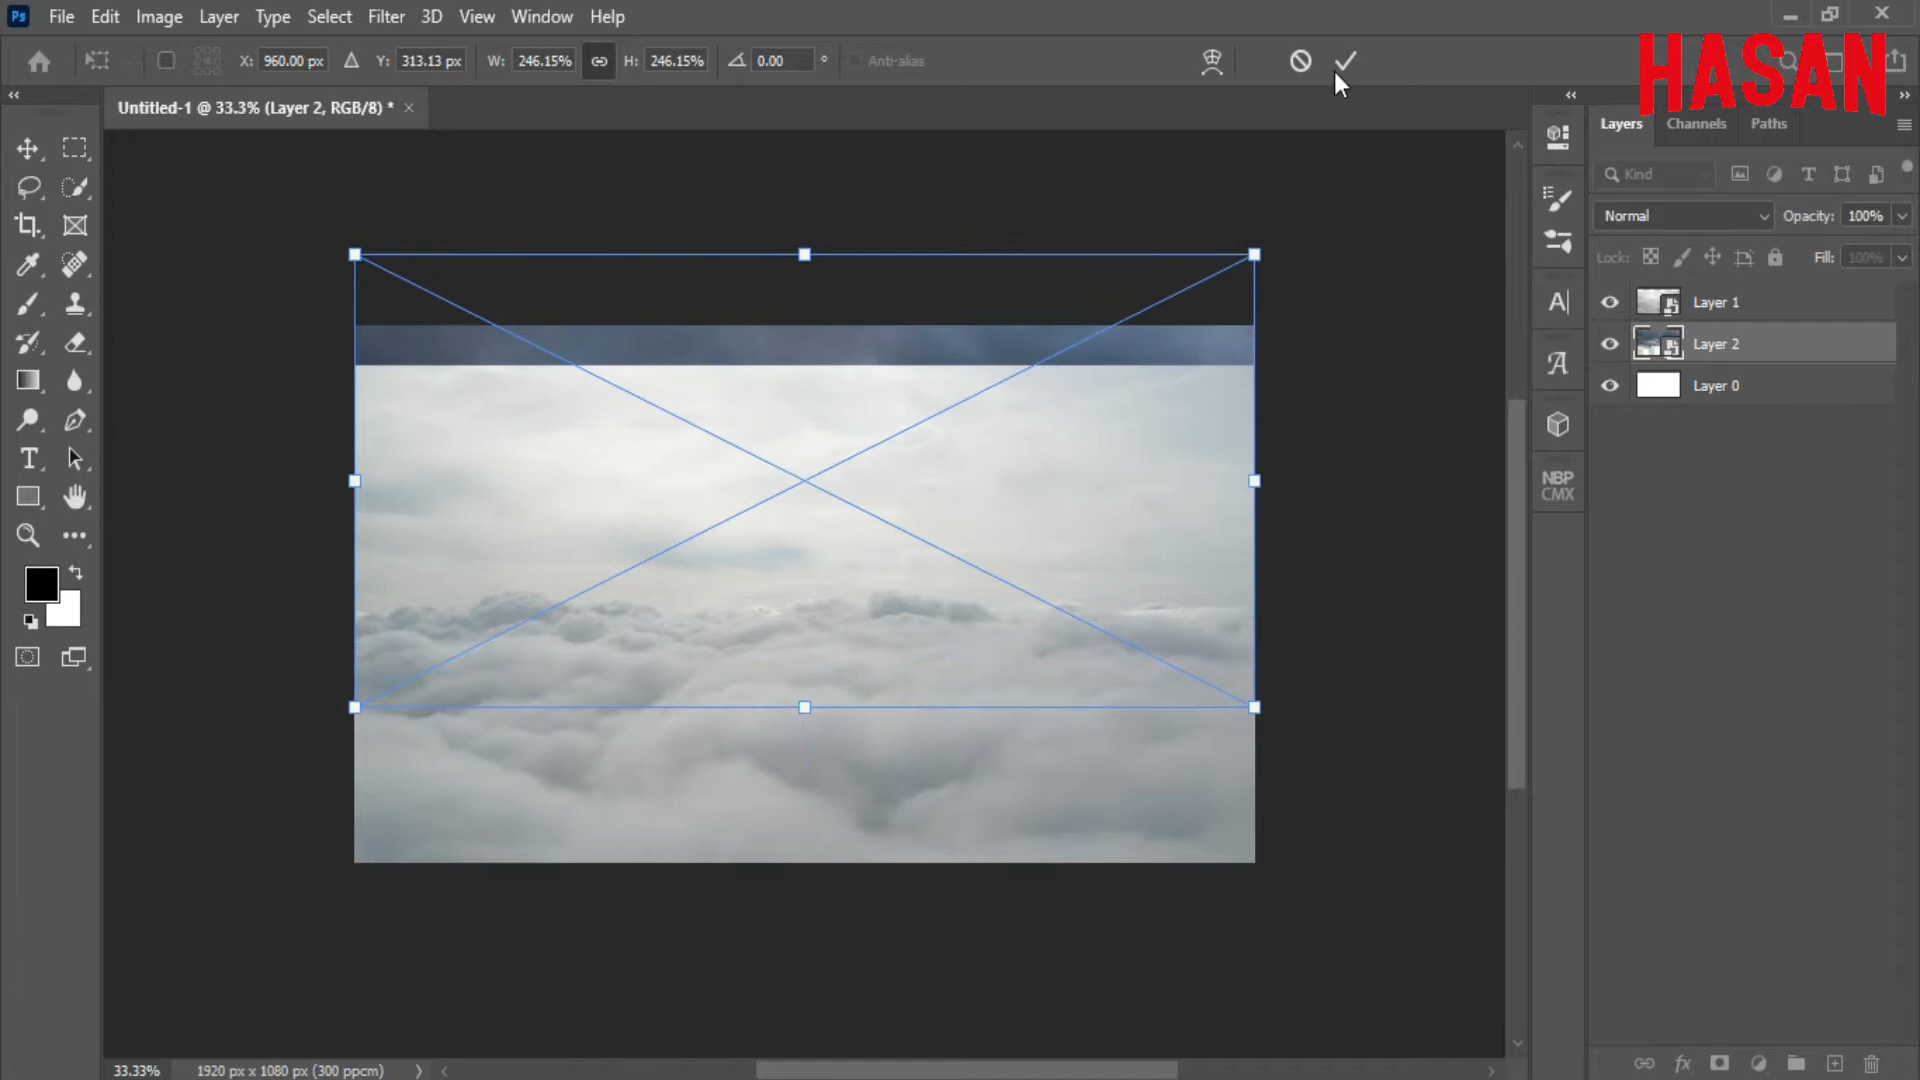 Ps File Edit Image Layer Type Select Filter 3D View Window Help
X: 960.00 px Y: 313.13 px W: 246.15% H: 246.15% 0.00 ° Anti-alias
HASAN
Untitled-1 @ 33.3% (Layer 2, RGB/8) *
Layers Channels Paths
Kind
Normal Opacity: 100%
Lock: Fill: 100%
Layer 1
Layer 2
Layer 0
NBP
CMX
33.33% 1920 px x 1080 px (300 ppcm)